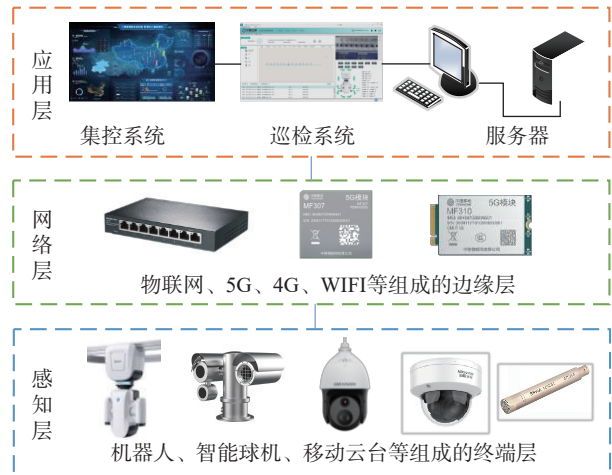 应用层
集控系统
巡检系统
服务器
网络层
MF307
5G模块
5G模块
MF310
物联网、5G、4G、WIFI等组成的边缘层
感知层
机器人、智能球机、移动云台等组成的终端层